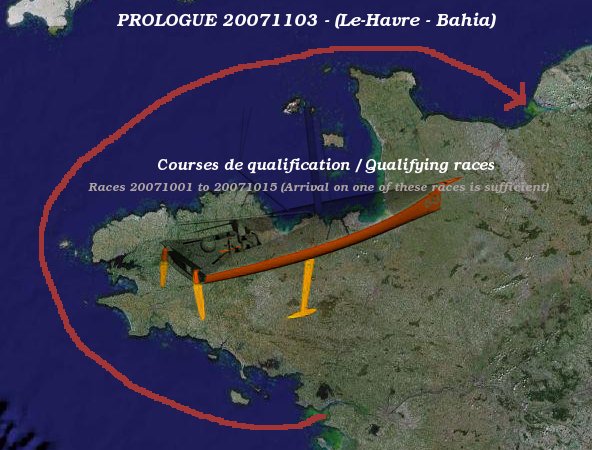 PROLOGUE 20071103 - (Le-Havre - Bahia)
Courses de qualification / Qualifying races
Races 20071001 to 20071015 (Arrival on one of these races is sufficient)